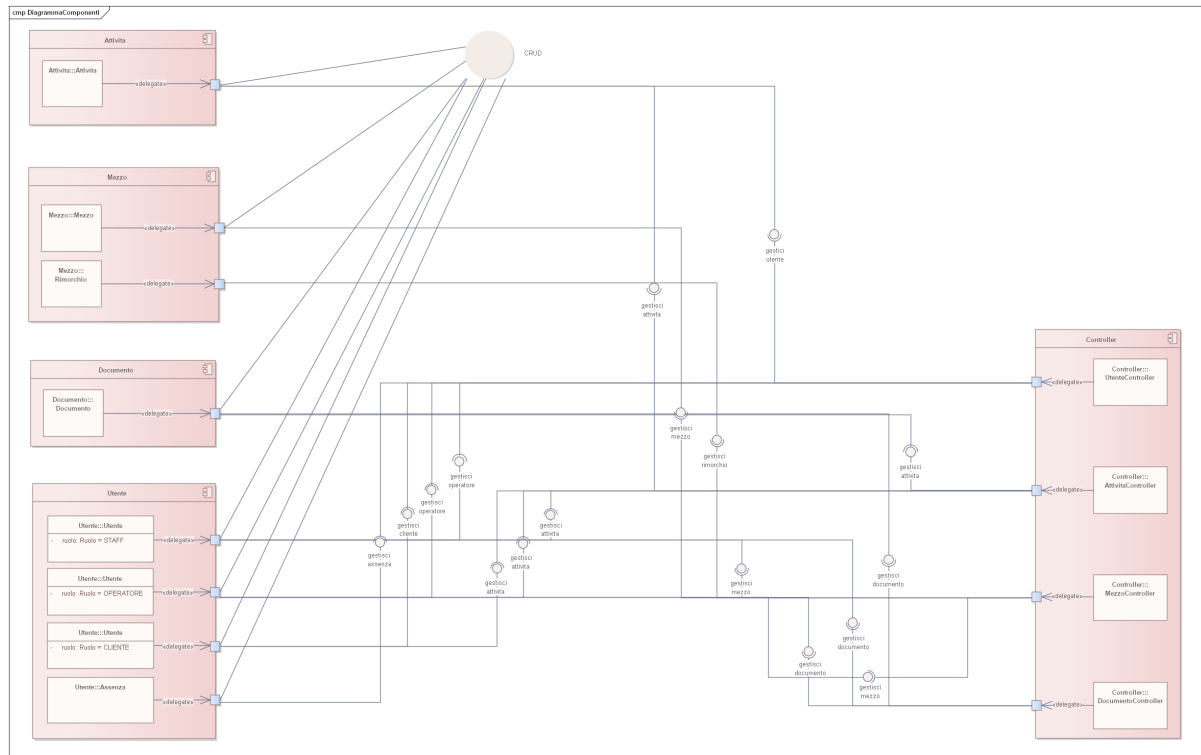 cmp DiagrammaComponenti
Attivita
Attivita:::Attivita
«delegate»
CRUD
Mezzo
Mezzo:::Mezzo
«delegate»
Mezzo:::
Rimorchio
«delegate»
gestici
utente
gestisci
attivita
Documento
Documento:::
Documento
«delegate»
gestisci
mezzo
gestisci
rimorchio
gestisci
attivita
gestisci
operatore
gestisci
operatore
gestisci
cliente
gestisci
attivita
gestisci
assenza
gestisci
attivita
gestisci
attivita
gestisci
mezzo
gestisci
documento
gestisci
documento
gestisci
documento
gestisci
mezzo
Utente
Utente:::Utente
- ruolo: Ruolo = STAFF
«delegate»
Utente:::Utente
- ruolo: Ruolo = OPERATORE
«delegate»
Utente:::Utente
- ruolo: Ruolo = CLIENTE
«delegate»
Utente:::Assenza
«delegate»
Controller
Controller:::
UtenteController
«delegate»
Controller:::
AttivitaController
«delegate»
Controller:::
MezzoController
«delegate»
Controller:::
DocumentoController
«delegate»